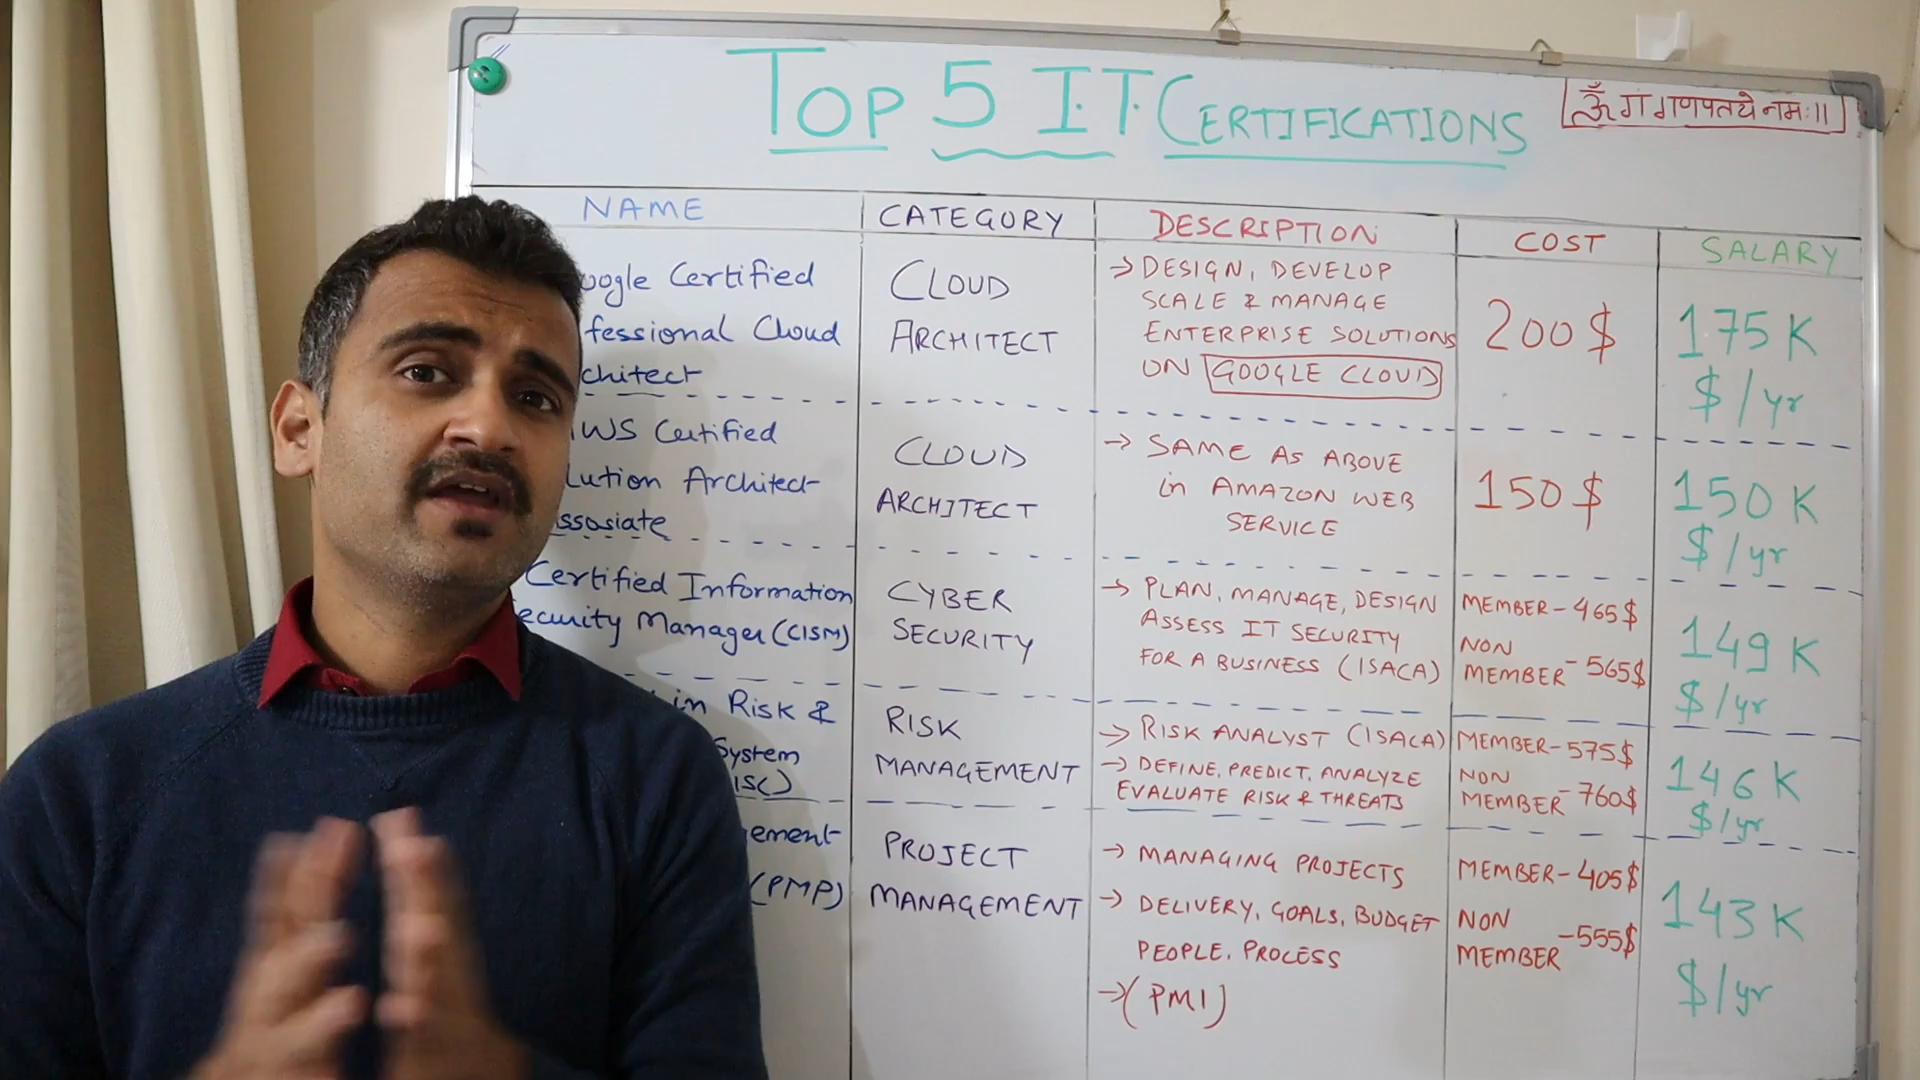 TOP 5 I.T. CERTIFICATIONS
ॐ गं गणपतये नमः॥
NAME
CATEGORY
DESCRIPTION
COST
SALARY
oogle Certified
fessional Cloud
chitect
CLOUD
ARCHITECT
→ DESIGN, DEVELOP
SCALE & MANAGE
ENTERPRISE SOLUTIONS
ON GOOGLE CLOUD
200 $
175 K
$/yr
WS Certified
lution Architect
ssosiate
CLOUD
ARCHITECT
→ SAME AS ABOVE
in AMAZON WEB
SERVICE
150 $
150 K
$/yr
Certified Information
ecurity Manager (CISM)
CYBER
SECURITY
→ PLAN, MANAGE, DESIGN
ASSESS IT SECURITY
FOR A BUSINESS (ISACA)
MEMBER - 465$
NON
MEMBER - 565$
149 K
$/yr
in Risk &
System
ISC)
RISK
MANAGEMENT
→ RISK ANALYST (ISACA)
→ DEFINE, PREDICT, ANALYZE
EVALUATE RISK & THREATS
MEMBER - 575$
NON
MEMBER - 760$
146 K
$/yr
ement
(PMP)
PROJECT
MANAGEMENT
→ MANAGING PROJECTS
→ DELIVERY, GOALS, BUDGET
PEOPLE, PROCESS
→ (PMI)
MEMBER - 405$
NON
MEMBER - 555$
143 K
$/yr